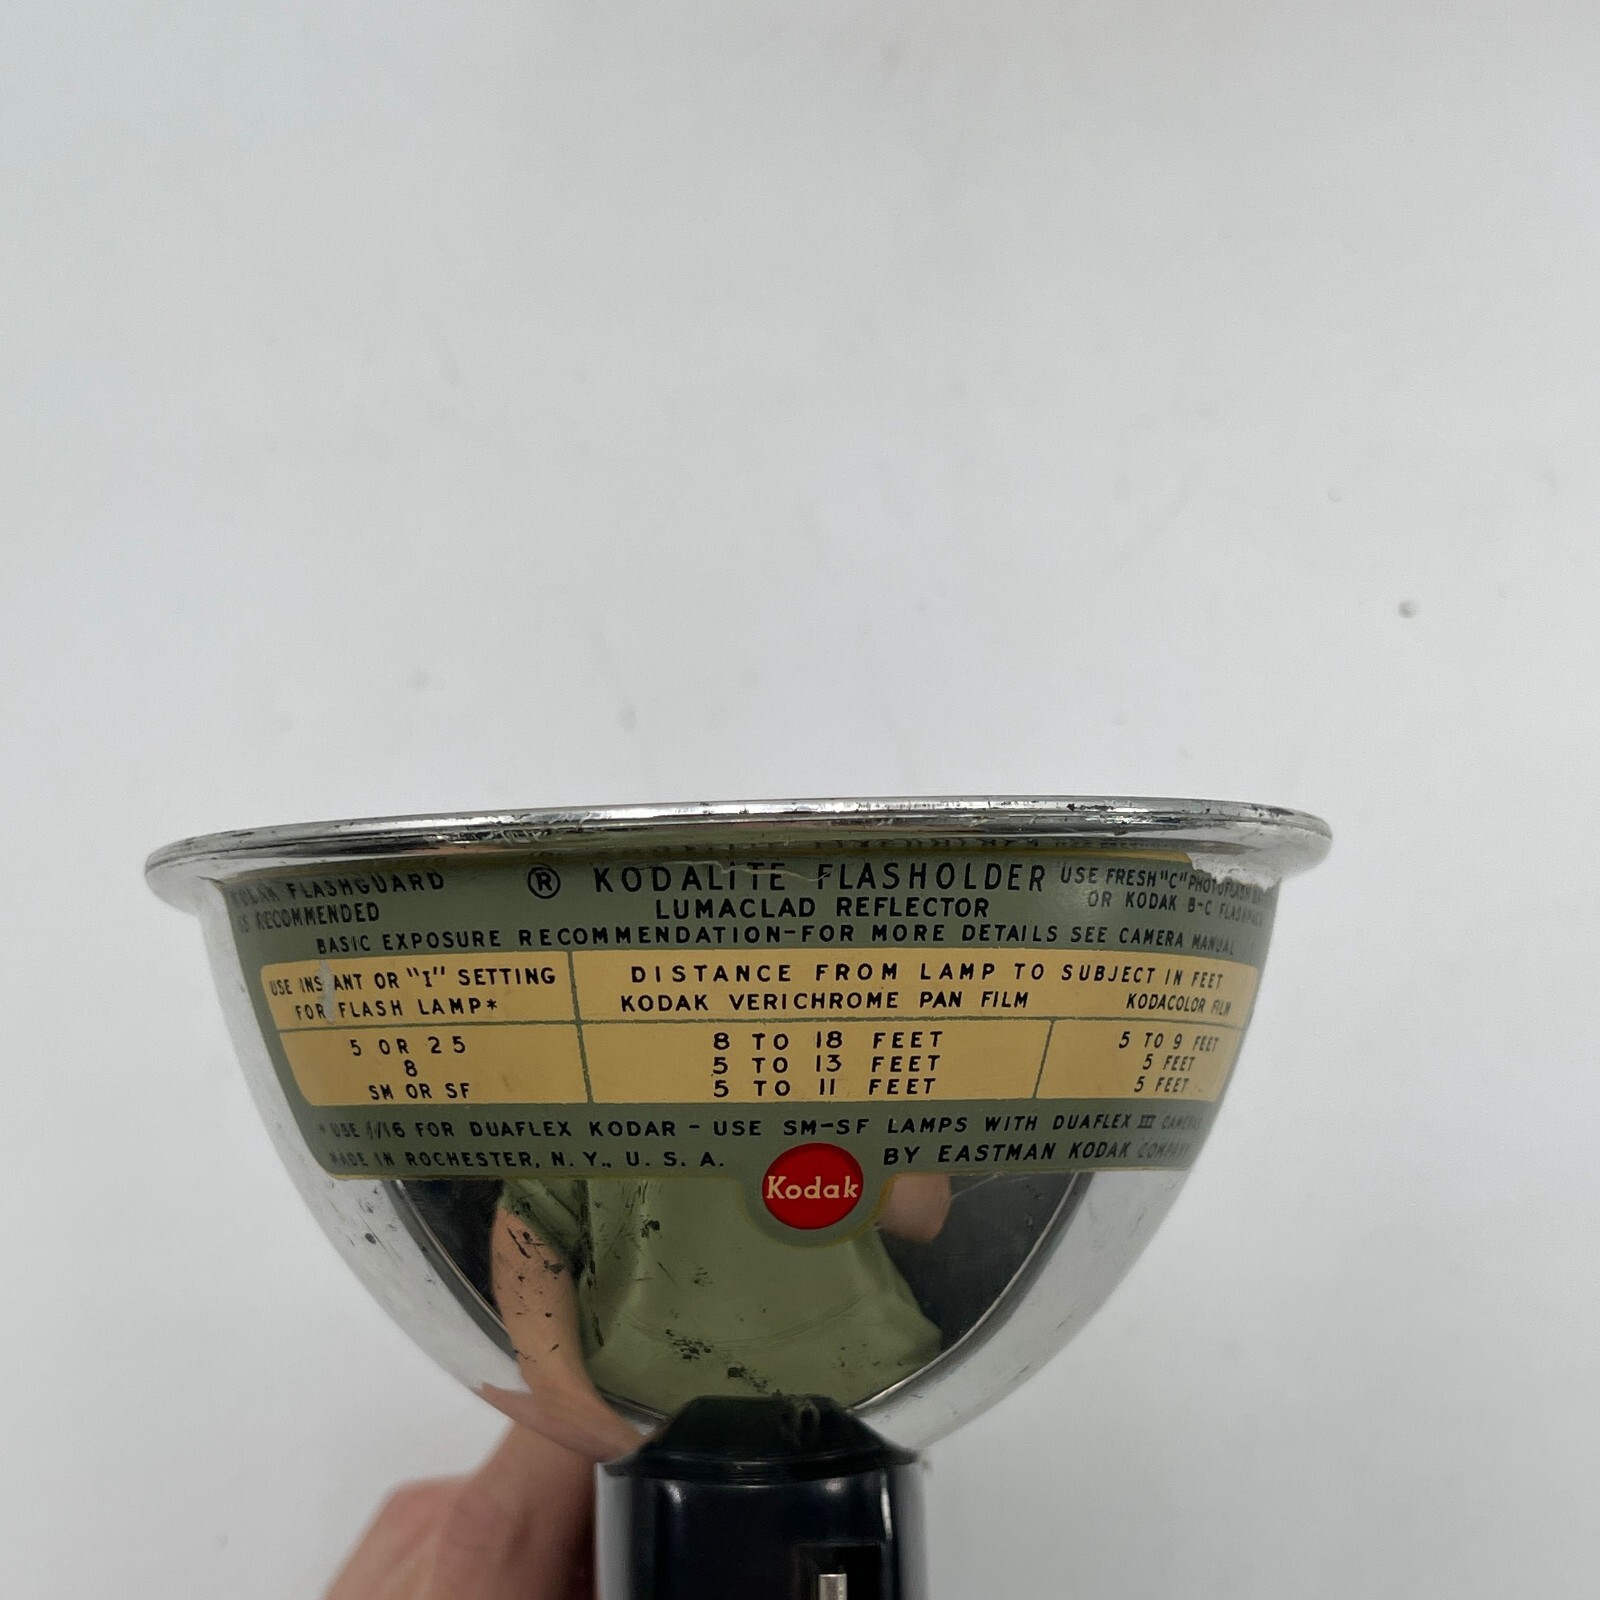 FLASHGUARD ® KODALITE FLASHOLDER USE FRESH "C" PHOTOFLASH
IS RECOMMENDED LUMACLAD REFLECTOR OR KODAK B-C FLASHPACK
BASIC EXPOSURE RECOMMENDATION-FOR MORE DETAILS SEE CAMERA MANUAL
USE INSTANT OR "I" SETTING DISTANCE FROM LAMP TO SUBJECT IN FEET
FOR FLASH LAMP* KODAK VERICHROME PAN FILM KODACOLOR FILM
5 OR 25 8 TO 18 FEET 5 TO 9 FEET
8 5 TO 13 FEET 5 FEET
SM OR SF 5 TO 11 FEET 5 FEET
* USE f/16 FOR DUAFLEX KODAR - USE SM-SF LAMPS WITH DUAFLEX III CAMERAS
MADE IN ROCHESTER, N. Y., U. S. A. BY EASTMAN KODAK COMPANY
Kodak